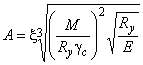 A = ξ ∛((M / (R_y γ_c))² √(R_y / E))